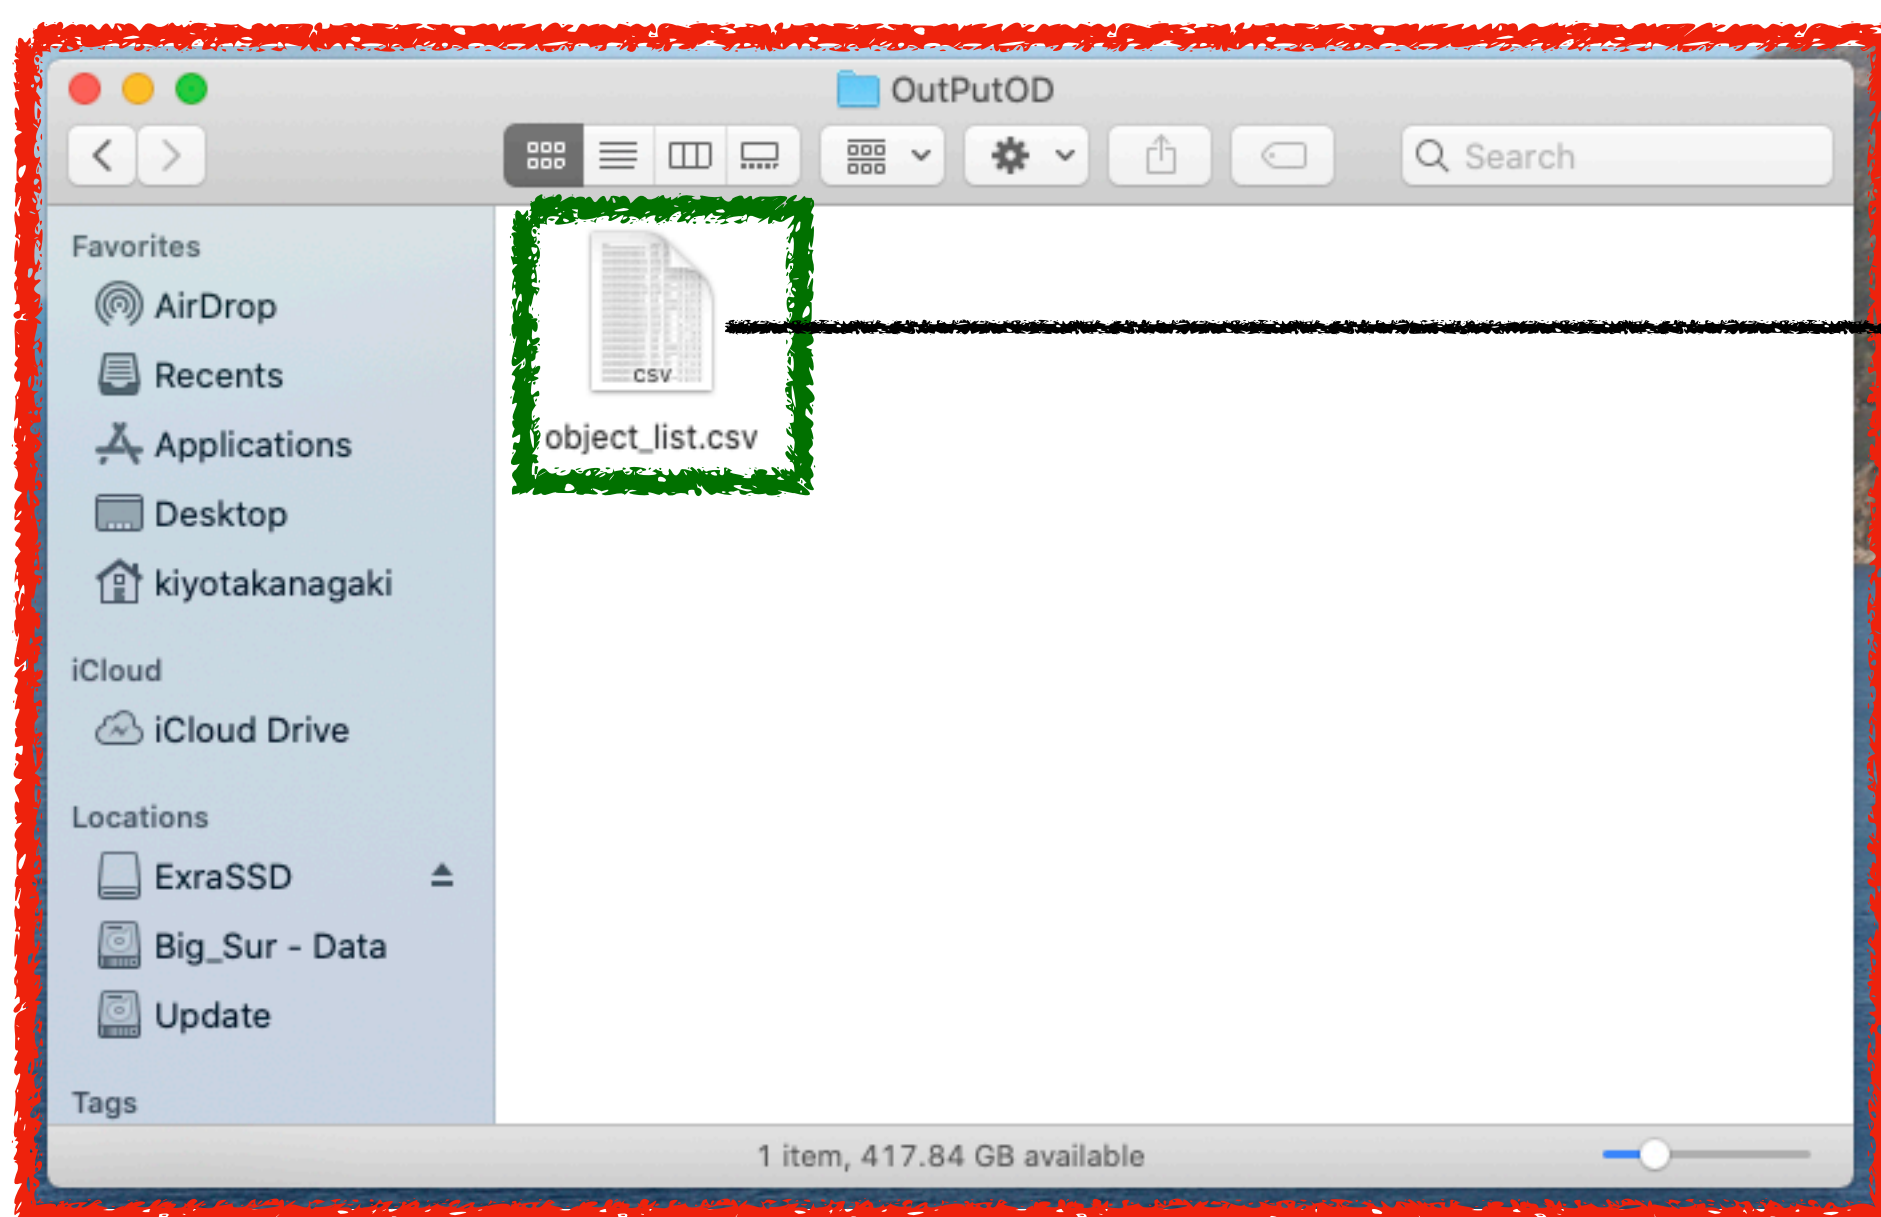 OutPutOD
Search
Favorites
AirDrop
Recents
Applications
Desktop
kiyotakanagaki
iCloud
iCloud Drive
Locations
ExraSSD
Big_Sur - Data
Update
Tags
CSV
object_list.csv
1 item, 417.84 GB available